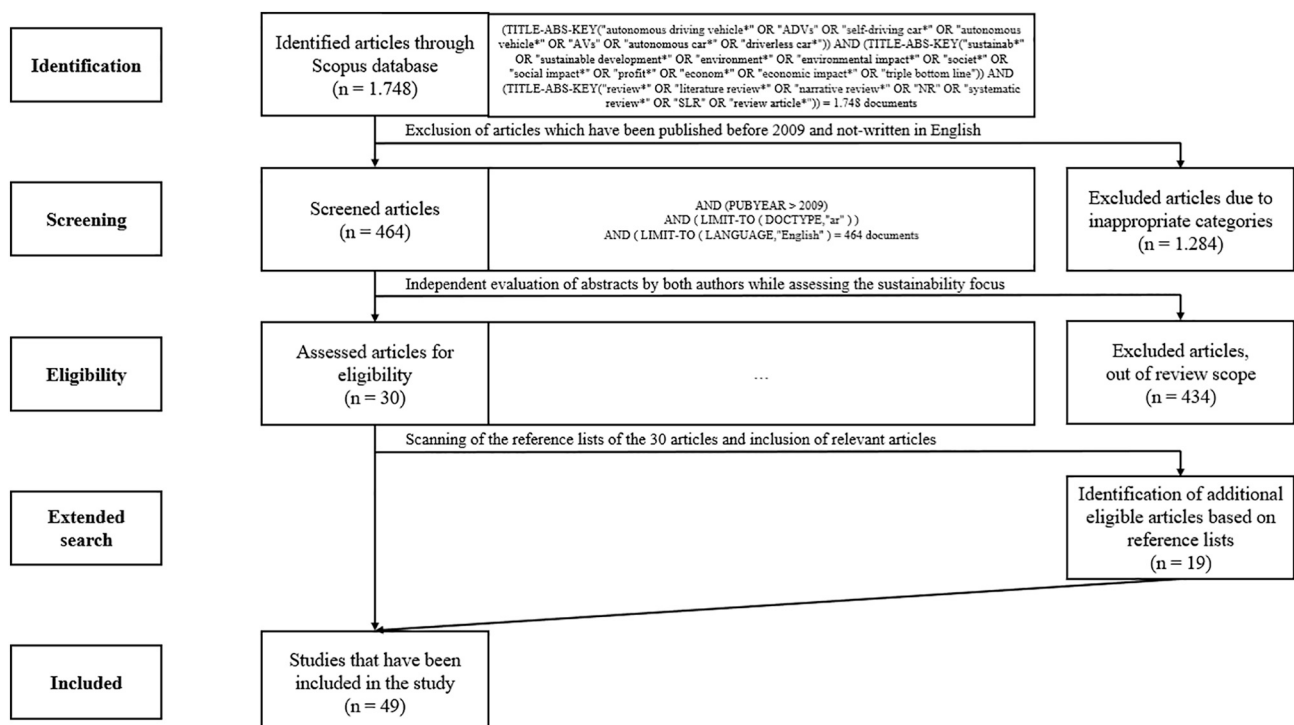 Identification
Identified articles through
Scopus database
(n = 1.748)
(TITLE-ABS-KEY("autonomous driving vehicle*" OR "ADVs" OR "self-driving car*" OR "autonomous
vehicle*" OR "AVs" OR "autonomous car*" OR "driverless car*")) AND (TITLE-ABS-KEY("sustainab*"
OR "sustainable development*" OR "environment*" OR "environmental impact*" OR "societ*" OR
"social impact*" OR "profit*" OR "econom*" OR "economic impact*" OR "triple bottom line")) AND
(TITLE-ABS-KEY("review*" OR "literature review*" OR "narrative review*" OR "NR" OR "systematic
review*" OR "SLR" OR "review article*")) = 1.748 documents
Exclusion of articles which have been published before 2009 and not-written in English
Screening
Screened articles
(n = 464)
AND (PUBYEAR > 2009)
AND ( LIMIT-TO ( DOCTYPE,"ar" ) )
AND ( LIMIT-TO ( LANGUAGE,"English" ) = 464 documents
Excluded articles due to
inappropriate categories
(n = 1.284)
Independent evaluation of abstracts by both authors while assessing the sustainability focus
Eligibility
Assessed articles for
eligibility
(n = 30)
...
Excluded articles,
out of review scope
(n = 434)
Scanning of the reference lists of the 30 articles and inclusion of relevant articles
Extended
search
Identification of additional
eligible articles based on
reference lists
(n = 19)
Included
Studies that have been
included in the study
(n = 49)